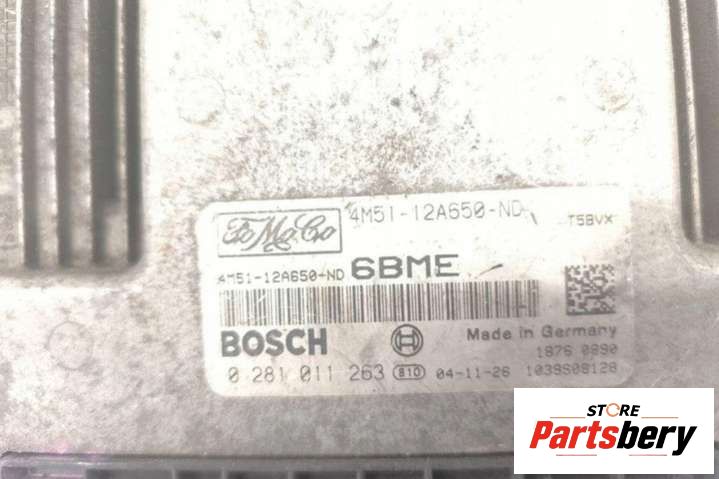 FoMoCo
4M51-12A650-ND
T5BVX
4M51-12A650-ND 6BME
BOSCH
Made in Germany
1876 0890
0 281 011 263 810 04-11-26 1039S08128
STORE
Partsbery